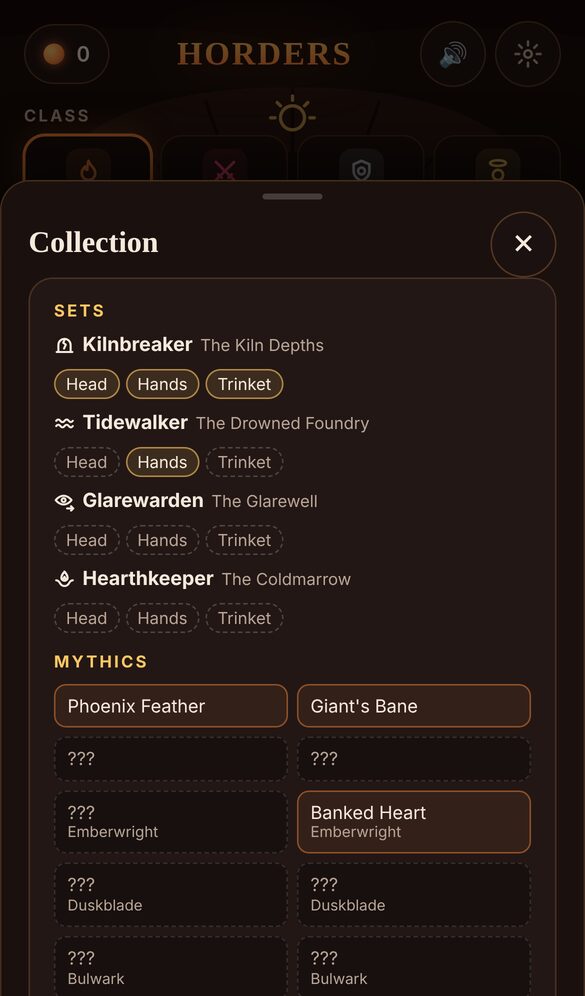 0
HORDERS
CLASS
Collection
SETS
Kilnbreaker The Kiln Depths
Head Hands Trinket
Tidewalker The Drowned Foundry
Head Hands Trinket
Glarewarden The Glarewell
Head Hands Trinket
Hearthkeeper The Coldmarrow
Head Hands Trinket
MYTHICS
Phoenix Feather Giant's Bane
??? ???
??? Banked Heart
Emberwright Emberwright
??? ???
Duskblade Duskblade
??? ???
Bulwark Bulwark